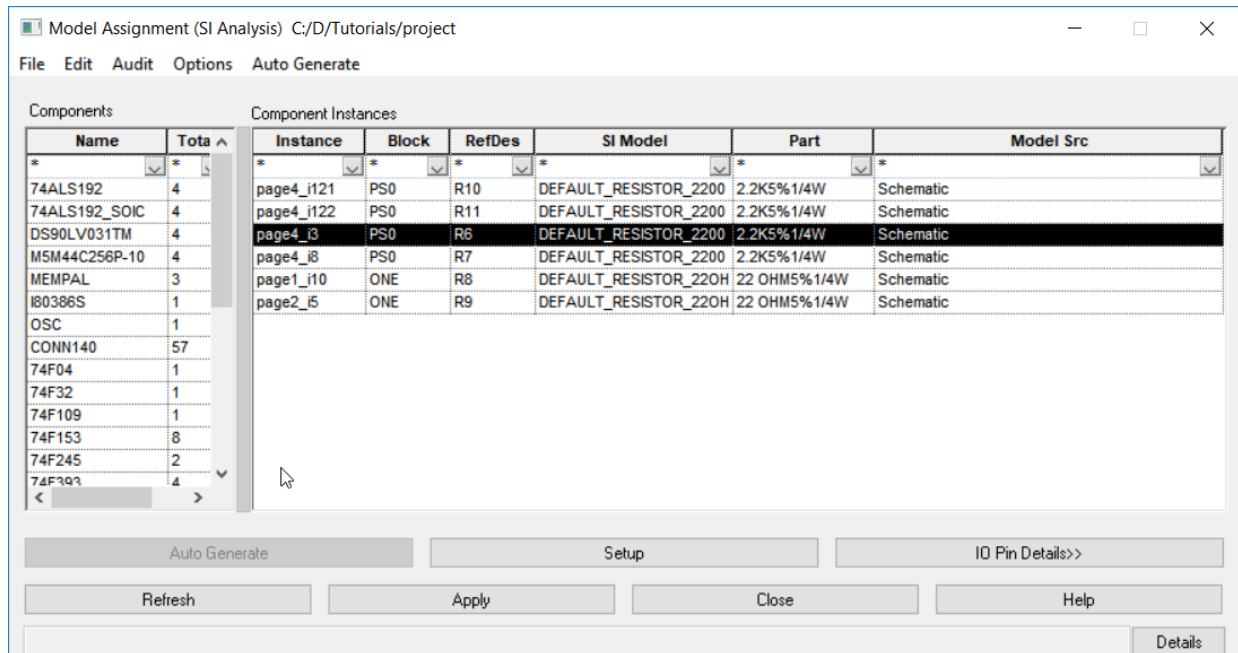 Model Assignment (SI Analysis) C:/D/Tutorials/project
File Edit Audit Options Auto Generate
Components Component Instances
Name Tota Instance Block RefDes SI Model Part Model Src
* * * * * * * *
74ALS192 4 page4_i121 PS0 R10 DEFAULT_RESISTOR_2200 2.2K5%1/4W Schematic
74ALS192_SOIC 4 page4_i122 PS0 R11 DEFAULT_RESISTOR_2200 2.2K5%1/4W Schematic
DS90LV031TM 4 page4_i3 PS0 R6 DEFAULT_RESISTOR_2200 2.2K5%1/4W Schematic
M5M44C256P-10 4 page4_i8 PS0 R7 DEFAULT_RESISTOR_2200 2.2K5%1/4W Schematic
MEMPAL 3 page1_i10 ONE R8 DEFAULT_RESISTOR_22OH 22 OHM5%1/4W Schematic
I80386S 1 page2_i5 ONE R9 DEFAULT_RESISTOR_22OH 22 OHM5%1/4W Schematic
OSC 1
CONN140 57
74F04 1
74F32 1
74F109 1
74F153 8
74F245 2
74F393 4
Auto Generate Setup IO Pin Details>>
Refresh Apply Close Help
Details